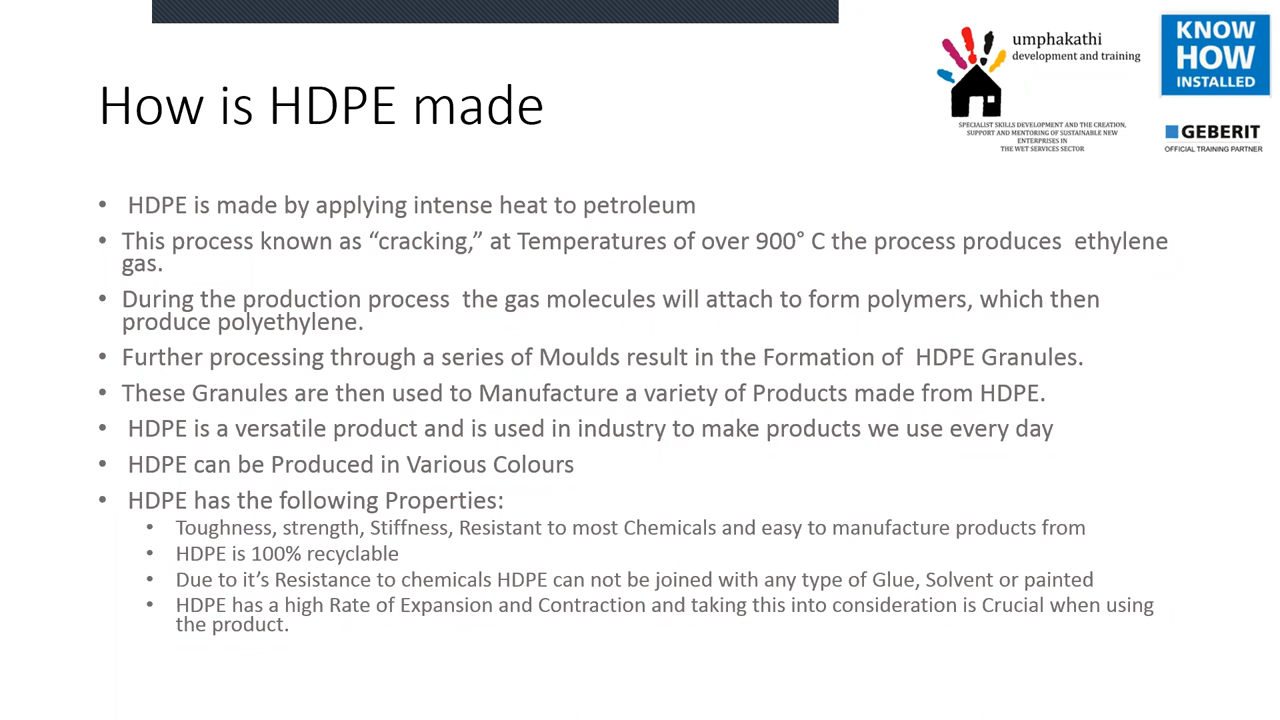 umphakathi
development and training
SPECIALIST SKILLS DEVELOPMENT AND THE CREATION,
SUPPORT AND MENTORING OF SUSTAINABLE NEW
ENTERPRISES IN
THE WET SERVICES SECTOR
KNOW
HOW
INSTALLED
GEBERIT
OFFICIAL TRAINING PARTNER
How is HDPE made
• HDPE is made by applying intense heat to petroleum
• This process known as “cracking,” at Temperatures of over 900° C the process produces ethylene
gas.
• During the production process the gas molecules will attach to form polymers, which then
produce polyethylene.
• Further processing through a series of Moulds result in the Formation of HDPE Granules.
• These Granules are then used to Manufacture a variety of Products made from HDPE.
• HDPE is a versatile product and is used in industry to make products we use every day
• HDPE can be Produced in Various Colours
• HDPE has the following Properties:
• Toughness, strength, Stiffness, Resistant to most Chemicals and easy to manufacture products from
• HDPE is 100% recyclable
• Due to it’s Resistance to chemicals HDPE can not be joined with any type of Glue, Solvent or painted
• HDPE has a high Rate of Expansion and Contraction and taking this into consideration is Crucial when using
the product.